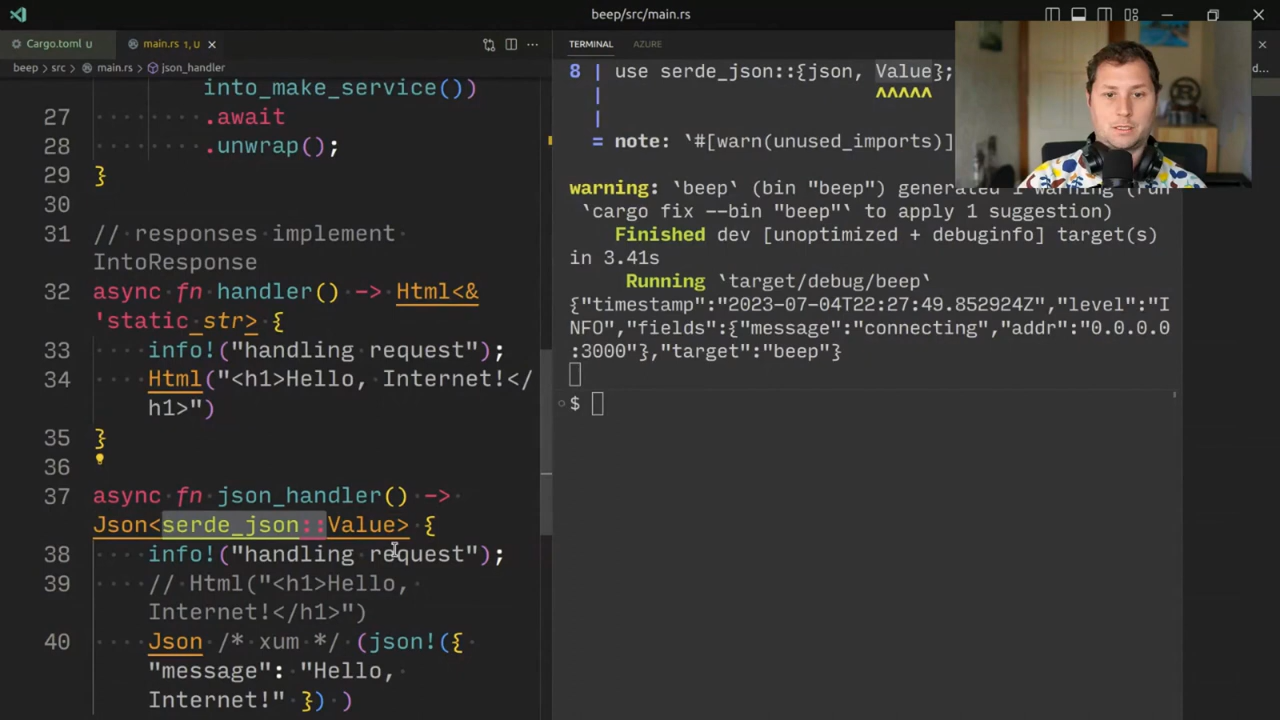 beep/src/main.rs
Cargo.toml U
main.rs 1, U
beep > src > main.rs > json_handler
into_make_service())
27 .await
28 .unwrap();
29 }
30
31 // responses implement
IntoResponse
32 async fn handler() -> Html<&
'static str> {
33 info!("handling request");
34 Html("<h1>Hello, Internet!</
h1>")
35 }
36
37 async fn json_handler() ->
Json<serde_json::Value> {
38 info!("handling request");
39 // Html("<h1>Hello,
Internet!</h1>")
40 Json /* xum */ (json!({
"message": "Hello,
Internet!" }) )
TERMINAL AZURE
8 | use serde_json::{json, Value};
| ^^^^^
|
= note: `#[warn(unused_imports)]
warning: `beep` (bin "beep") generated 1 warning (run
`cargo fix --bin "beep"` to apply 1 suggestion)
Finished dev [unoptimized + debuginfo] target(s)
in 3.41s
Running `target/debug/beep`
{"timestamp":"2023-07-04T22:27:49.852924Z","level":"I
NFO","fields":{"message":"connecting","addr":"0.0.0.0
:3000"},"target":"beep"}
$
d...